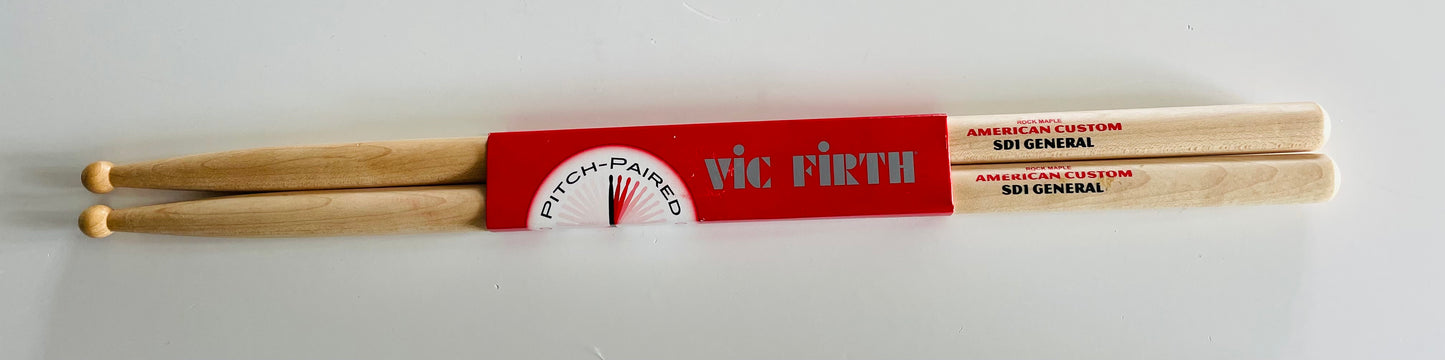 PITCH-PAIRED
ViC FiRTH
ROCK MAPLE
AMERICAN CUSTOM
SD1 GENERAL
ROCK MAPLE
AMERICAN CUSTOM
SD1 GENERAL